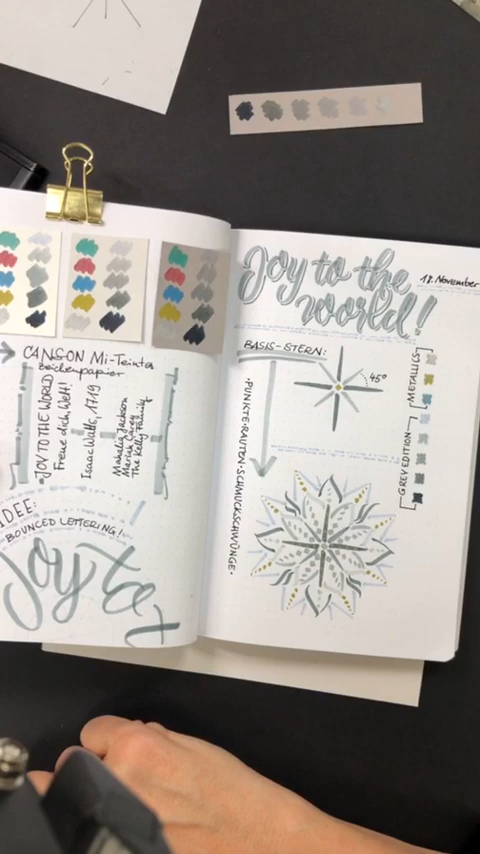 CANSON Mi-Teintes
Zeichenpapier
"JOY TO THE WORLD
Freue dich, Welt!
Isaac Watts, 1719
Mahalia Jackson
Mariah Carey
The Kelly Family
IDEE:
BOUNCED LETTERING!
Joy to t
Joy to the
world!
18. November
BASIS-STERN:
45°
METALLICS
GREY EDITION
·PUNKTE·RAUTEN·SCHMUCKSCHWÜNGE·